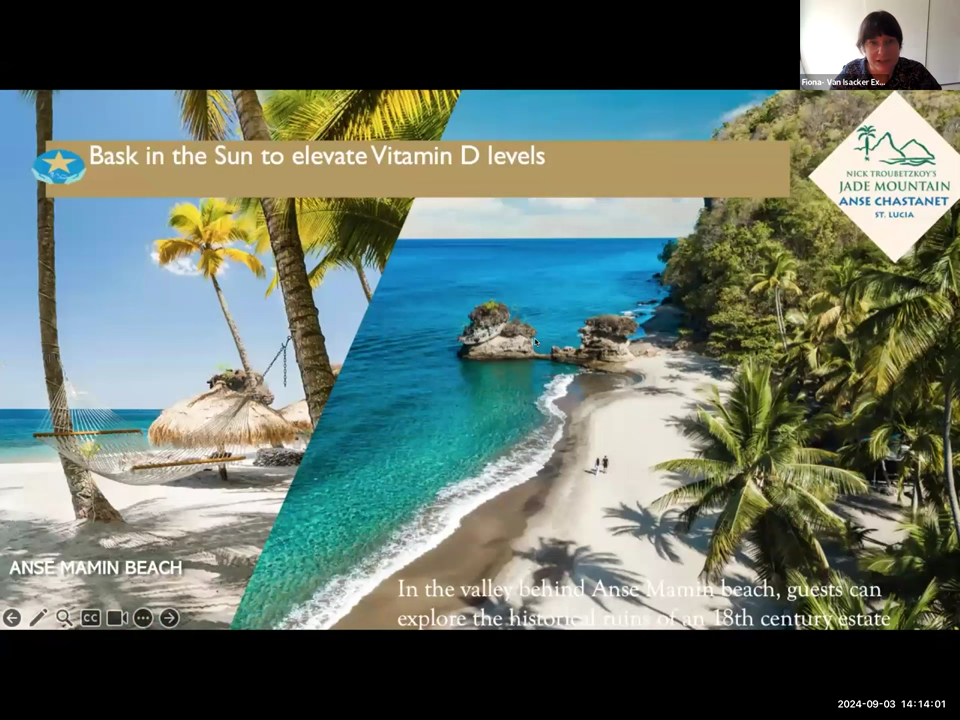 Fiona- Van Isacker Ex...
Bask in the Sun to elevate Vitamin D levels
NICK TROUBETZKOY'S
JADE MOUNTAIN
ANSE CHASTANET
ST. LUCIA
ANSE MAMIN BEACH
In the valley behind Anse Mamin beach, guests can
explore the historical ruins of an 18th century estate
CC
2024-09-03 14:14:01